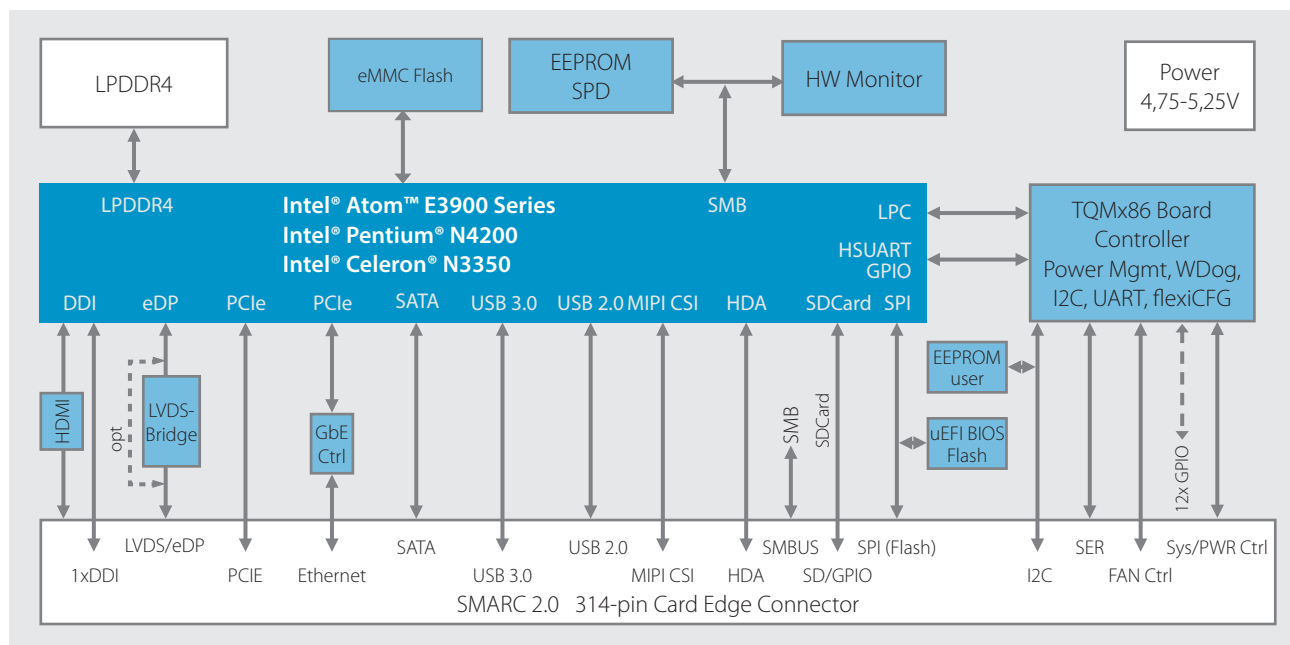 LPDDR4
eMMC Flash
EEPROM
SPD
HW Monitor
Power
4,75-5,25V
LPDDR4
Intel® Atom™ E3900 Series
Intel® Pentium® N4200
Intel® Celeron® N3350
SMB
LPC
HSUART
GPIO
TQMx86 Board
Controller
Power Mgmt, WDog,
I2C, UART, flexiCFG
DDI
eDP
PCIe
PCIe
SATA
USB 3.0
USB 2.0
MIPI CSI
HDA
SDCard
SPI
HDMI
opt
LVDS-
Bridge
GbE
Ctrl
SMB
SDCard
EEPROM
user
uEFI BIOS
Flash
12x GPIO
LVDS/eDP
SATA
USB 2.0
SMBUS
SPI (Flash)
SER
Sys/PWR Ctrl
1xDDI
PCIE
Ethernet
USB 3.0
MIPI CSI
HDA
SD/GPIO
I2C
FAN Ctrl
SMARC 2.0 314-pin Card Edge Connector